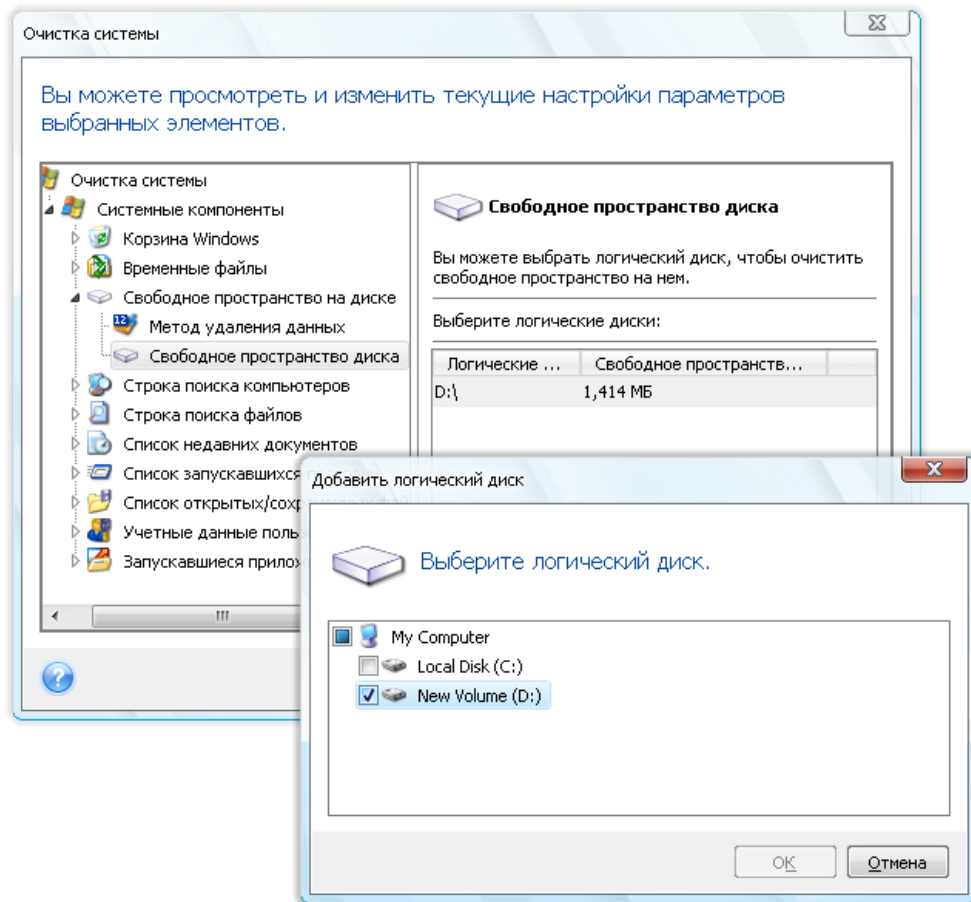 Очистка системы
Вы можете просмотреть и изменить текущие настройки параметров
выбранных элементов.
Очистка системы
Системные компоненты
Корзина Windows
Временные файлы
Свободное пространство на диске
12
Метод удаления данных
Свободное пространство диска
Строка поиска компьютеров
Строка поиска файлов
Список недавних документов
Список запускавшихся
Список открытых/сохр
Учетные данные поль
Запускавшиеся прилож
Свободное пространство диска
Вы можете выбрать логический диск, чтобы очистить
свободное пространство на нем.
Выберите логические диски:
Логические ... Свободное пространств...
D:\ 1,414 МБ
Добавить логический диск
Выберите логический диск.
My Computer
Local Disk (C:)
New Volume (D:)
ОК Отмена